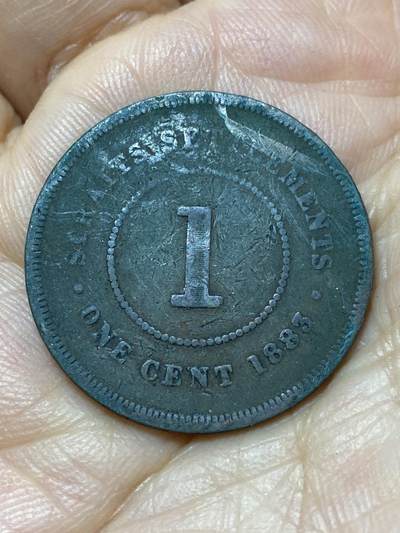 STRAITS SETTLEMENTS
1
ONE CENT 1883